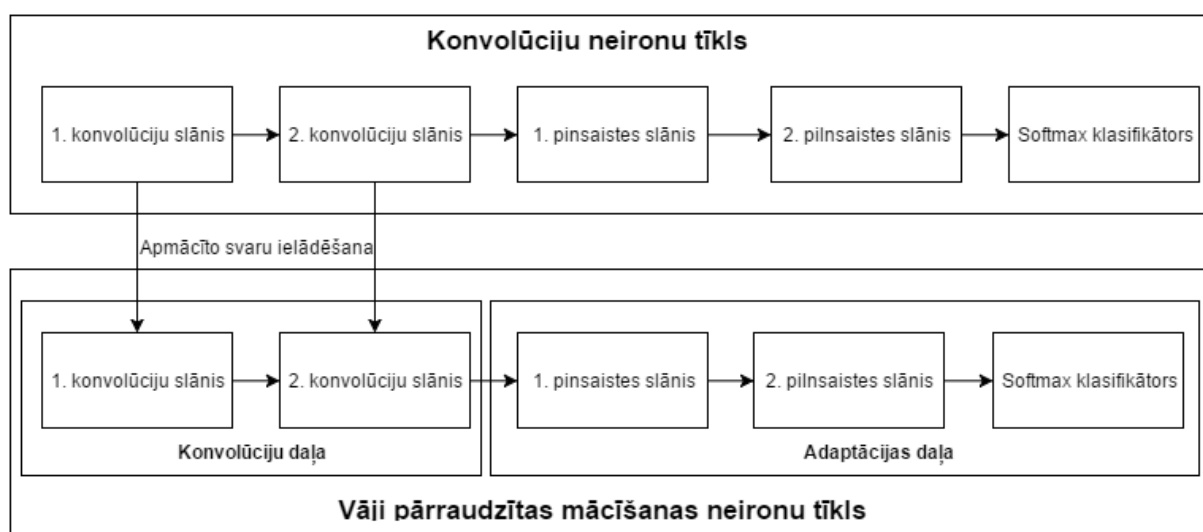 Konvolūciju neironu tīkls
1. konvolūciju slānis
2. konvolūciju slānis
1. pinsaistes slānis
2. pilnsaistes slānis
Softmax klasifikātors
Apmācīto svaru ielādēšana
1. konvolūciju slānis
2. konvolūciju slānis
1. pinsaistes slānis
2. pilnsaistes slānis
Softmax klasifikātors
Konvolūciju daļa
Adaptācijas daļa
Vāji pārraudzītas mācīšanas neironu tīkls